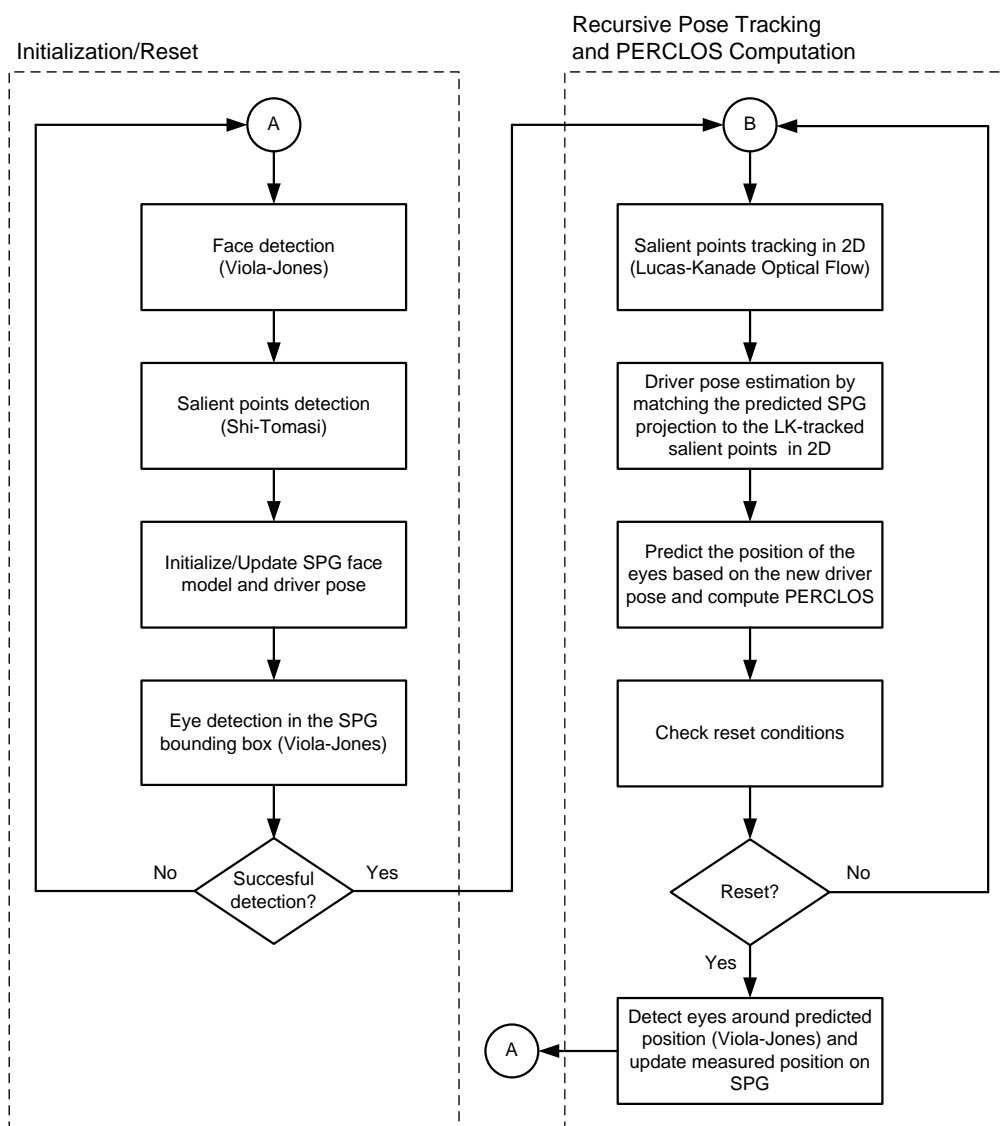 Initialization/Reset
A
Face detection
(Viola-Jones)
Salient points detection
(Shi-Tomasi)
Initialize/Update SPG face
model and driver pose
Eye detection in the SPG
bounding box (Viola-Jones)
No
Succesful
detection?
Yes
Recursive Pose Tracking
and PERCLOS Computation
B
Salient points tracking in 2D
(Lucas-Kanade Optical Flow)
Driver pose estimation by
matching the predicted SPG
projection to the LK-tracked
salient points in 2D
Predict the position of the
eyes based on the new driver
pose and compute PERCLOS
Check reset conditions
Reset?
No
Yes
Detect eyes around predicted
position (Viola-Jones) and
update measured position on
SPG
A